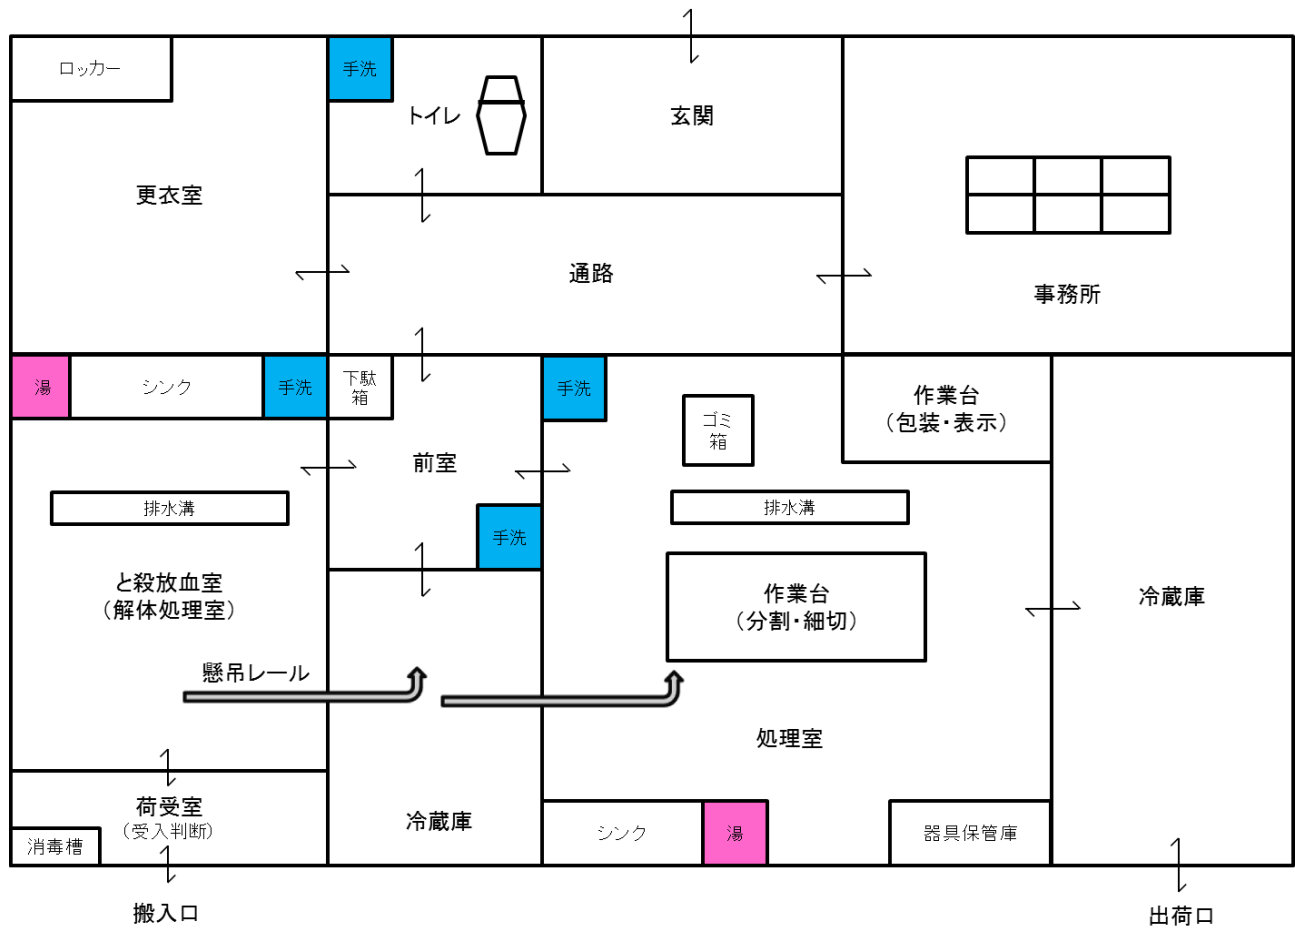 ロッカー
手洗
トイレ
玄関
更衣室
通路
事務所
湯
シンク
手洗
下駄
箱
手洗
ゴミ
箱
作業台
（包装・表示）
前室
排水溝
排水溝
手洗
と殺放血室
（解体処理室）
作業台
（分割・細切）
冷蔵庫
懸吊レール
処理室
荷受室
（受入判断）
消毒槽
冷蔵庫
シンク
湯
器具保管庫
搬入口
出荷口